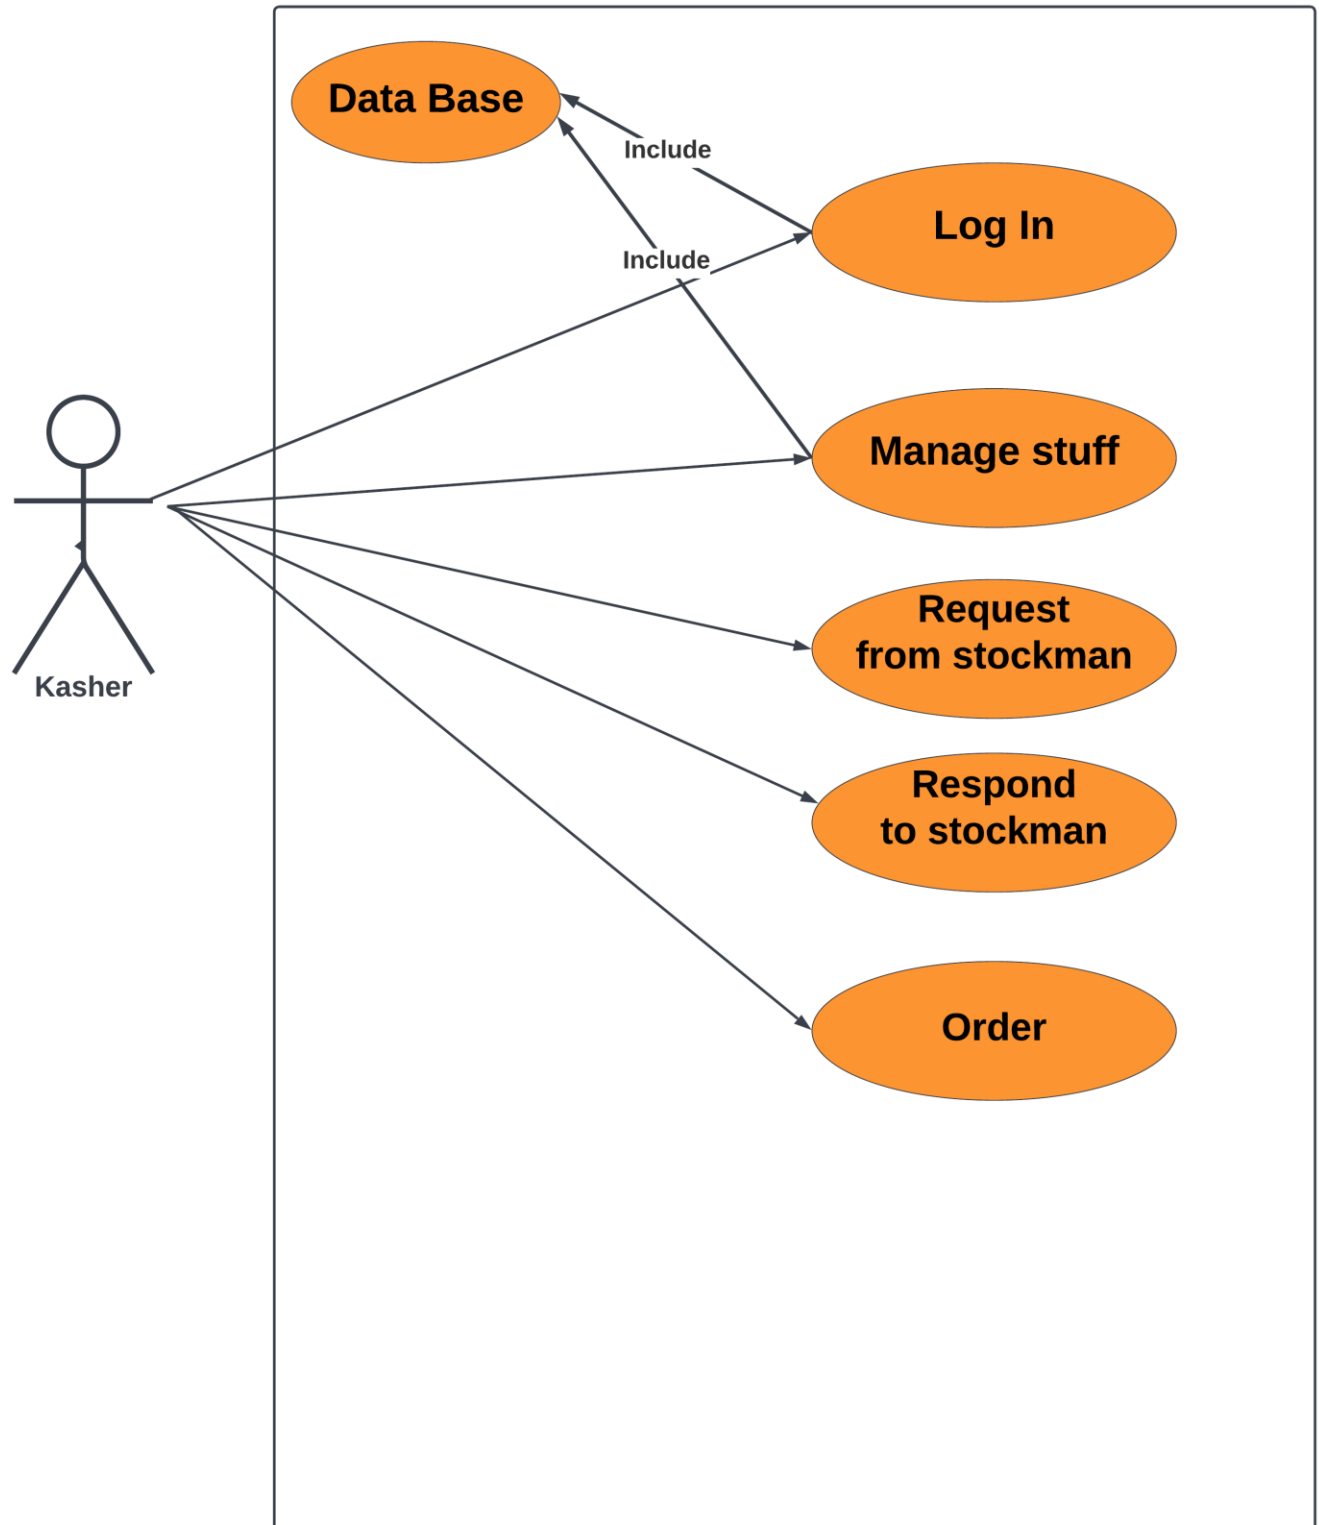 Data Base
Include
Log In
Include
Manage stuff
Request
from stockman
Kasher
Respond
to stockman
Order